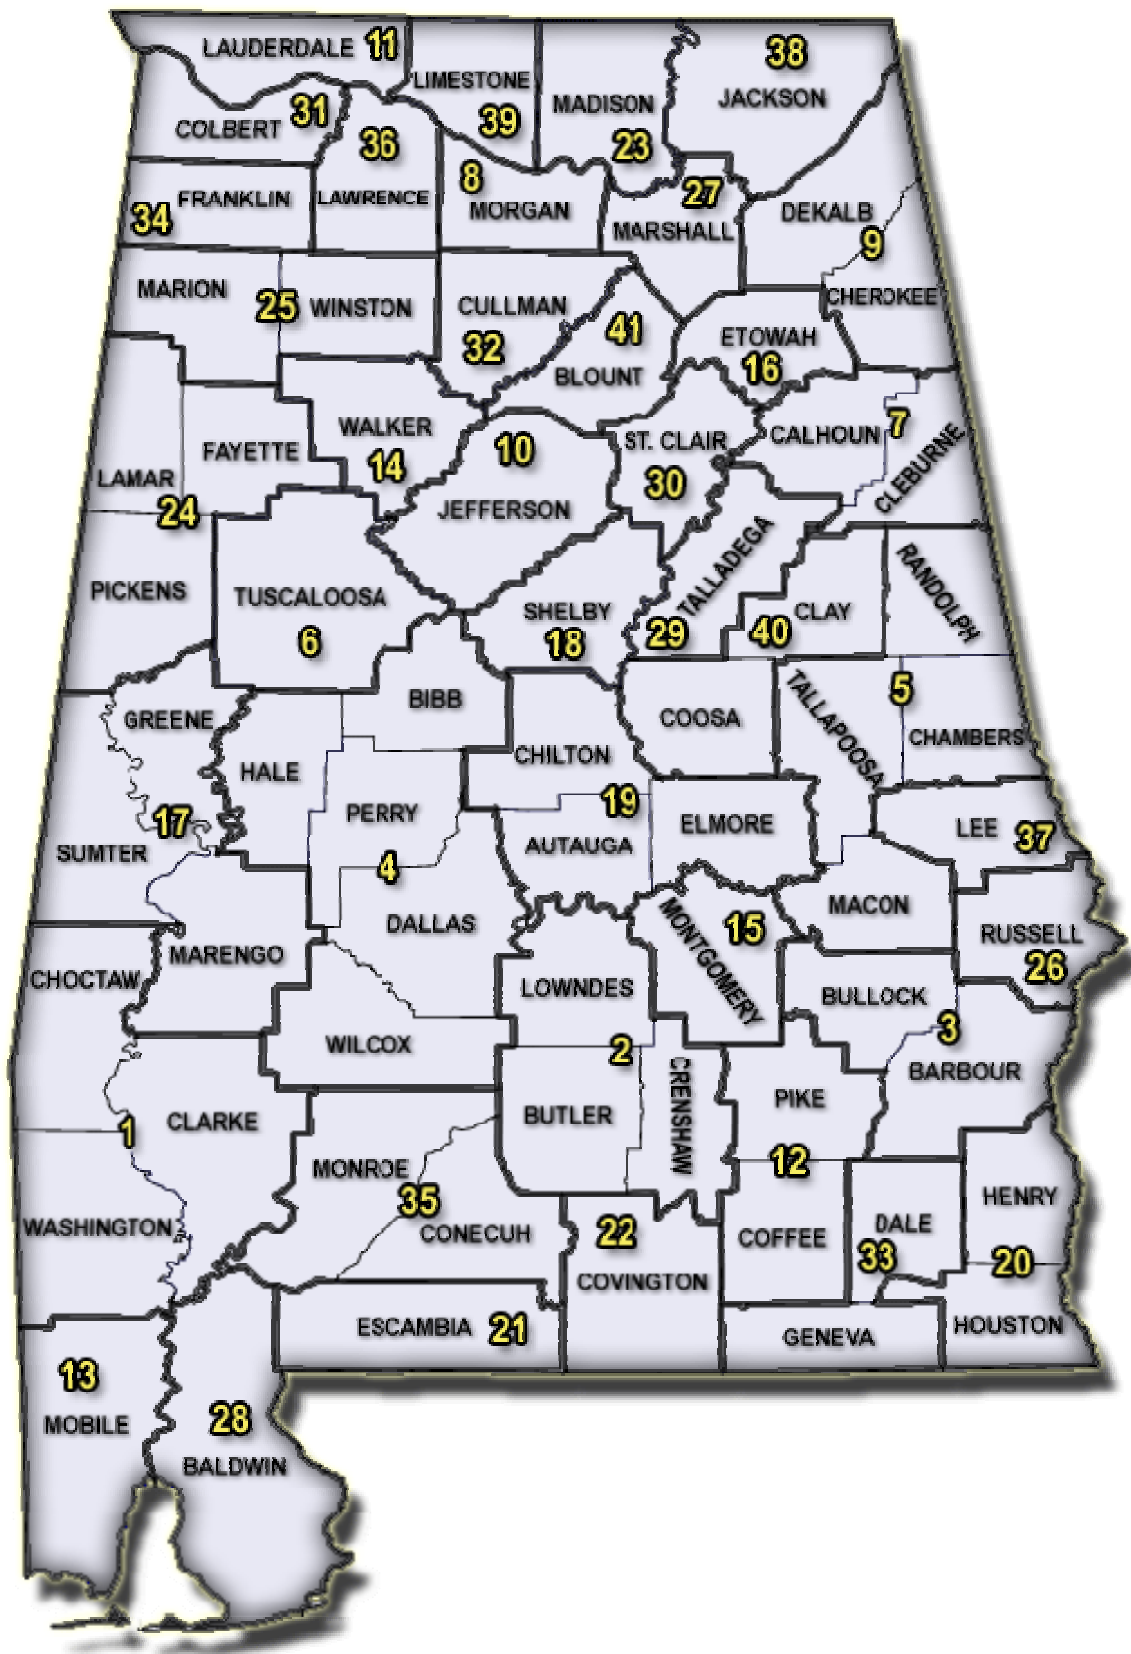 LAUDERDALE 11
LIMESTONE
39
MADISON
23
38
JACKSON
COLBERT 31
36
LAWRENCE
FRANKLIN
34
8
MORGAN
27
MARSHALL
DEKALB
9
CHEROKEE
MARION
25
WINSTON
CULLMAN
32
41
BLOUNT
ETOWAH
16
WALKER
14
10
JEFFERSON
ST. CLAIR
30
CALHOUN 7
CLEBURNE
LAMAR
FAYETTE
24
PICKENS
TUSCALOOSA
6
SHELBY
18
TALLADEGA
29
40 CLAY
RANDOLPH
GREENE
HALE
BIBB
CHILTON
COOSA
TALLAPOOSA
5
CHAMBERS
17
SUMTER
PERRY
4
DALLAS
19
AUTAUGA
ELMORE
LEE 37
MACON
RUSSELL
26
CHOCTAW
MARENGO
WILCOX
LOWNDES
MONTGOMERY
15
BULLOCK
3
BARBOUR
1
CLARKE
2
BUTLER
CRENSHAW
PIKE
12
WASHINGTON
MONROE
35
CONECUH
22
COVINGTON
COFFEE
DALE
33
HENRY
20
HOUSTON
ESCAMBIA 21
GENEVA
13
MOBILE
28
BALDWIN